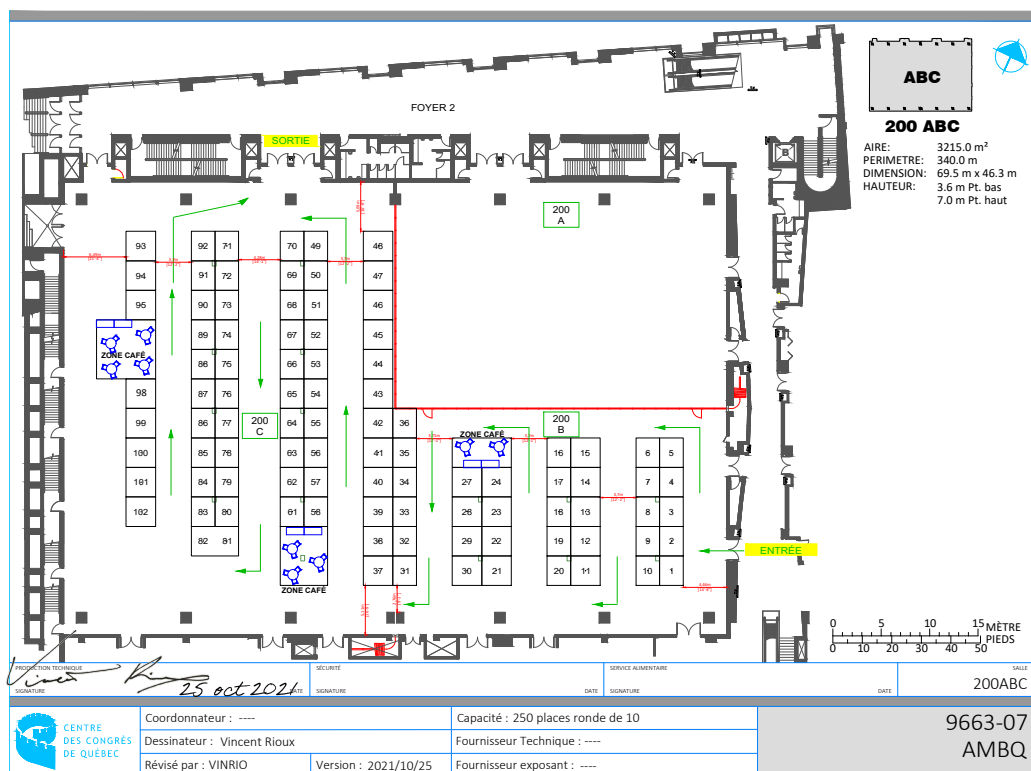 FOYER 2
SORTIE
ABC
200 ABC
AIRE: 3215.0 m²
PERIMETRE: 340.0 m
DIMENSION: 69.5 m x 46.3 m
HAUTEUR: 3.6 m Pt. bas
7.0 m Pt. haut
200
A
93 92 71 70 49 48
94 91 72 69 50 47
95 90 73 68 51 46
89 74 67 52 45
ZONE CAFÉ 88 75 66 53 44
98 87 76 65 54 43
99 86 77 64 55 42 36
200
C
200
B
ZONE CAFÉ
100 85 78 63 56 41 35 16 15 6 5
101 84 79 62 57 40 34 27 24 17 14 7 4
102 83 80 61 58 39 33 28 23 18 13 8 3
82 81 38 32 29 22 19 12 9 2
ENTRÉE
37 31 30 21 20 11 10 1
ZONE CAFÉ
0 5 10 15 MÈTRE
PIEDS
0 10 20 30 40 50
PRODUCTION TECHNIQUE
SIGNATURE
25 oct 2021
DATE
SÉCURITÉ
SIGNATURE DATE
SERVICE ALIMENTAIRE
SIGNATURE DATE
SALLE
200ABC
CENTRE
DES CONGRÈS
DE QUÉBEC
Coordonnateur : ----
Capacité : 250 places ronde de 10
Dessinateur : Vincent Rioux
Fournisseur Technique : ----
Révisé par : VINRIO
Version : 2021/10/25
Fournisseur exposant : ----
9663-07
AMBQ